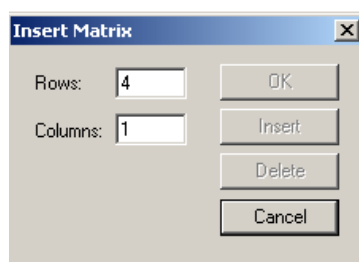 Insert Matrix
Rows: 4 OK
Columns: 1 Insert
Delete
Cancel